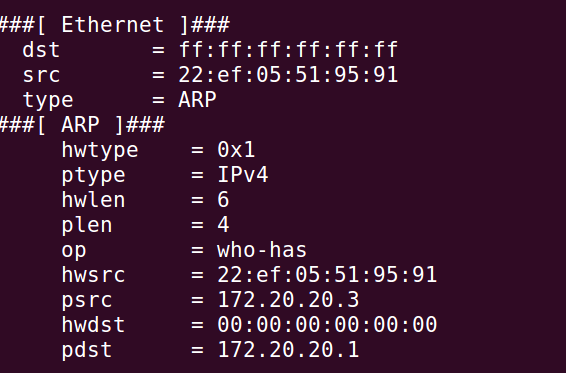 ###[ Ethernet ]###
  dst       = ff:ff:ff:ff:ff:ff
  src       = 22:ef:05:51:95:91
  type      = ARP
###[ ARP ]###
     hwtype    = 0x1
     ptype     = IPv4
     hwlen     = 6
     plen      = 4
     op        = who-has
     hwsrc     = 22:ef:05:51:95:91
     psrc      = 172.20.20.3
     hwdst     = 00:00:00:00:00:00
     pdst      = 172.20.20.1